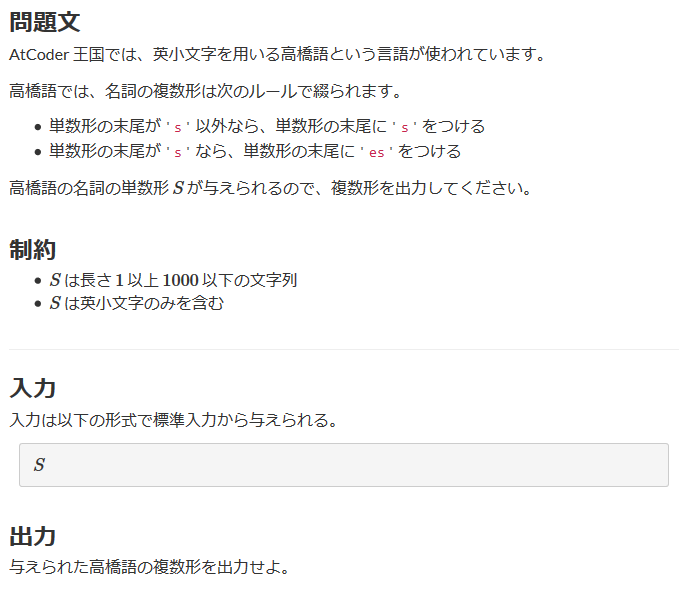 問題文
AtCoder 王国では、英小文字を用いる高橋語という言語が使われています。
高橋語では、名詞の複数形は次のルールで綴られます。
• 単数形の末尾が 's' 以外なら、単数形の末尾に 's' をつける
• 単数形の末尾が 's' なら、単数形の末尾に 'es' をつける
高橋語の名詞の単数形 S が与えられるので、複数形を出力してください。
制約
• S は長さ 1 以上 1000 以下の文字列
• S は英小文字のみを含む
入力
入力は以下の形式で標準入力から与えられる。
S
出力
与えられた高橋語の複数形を出力せよ。